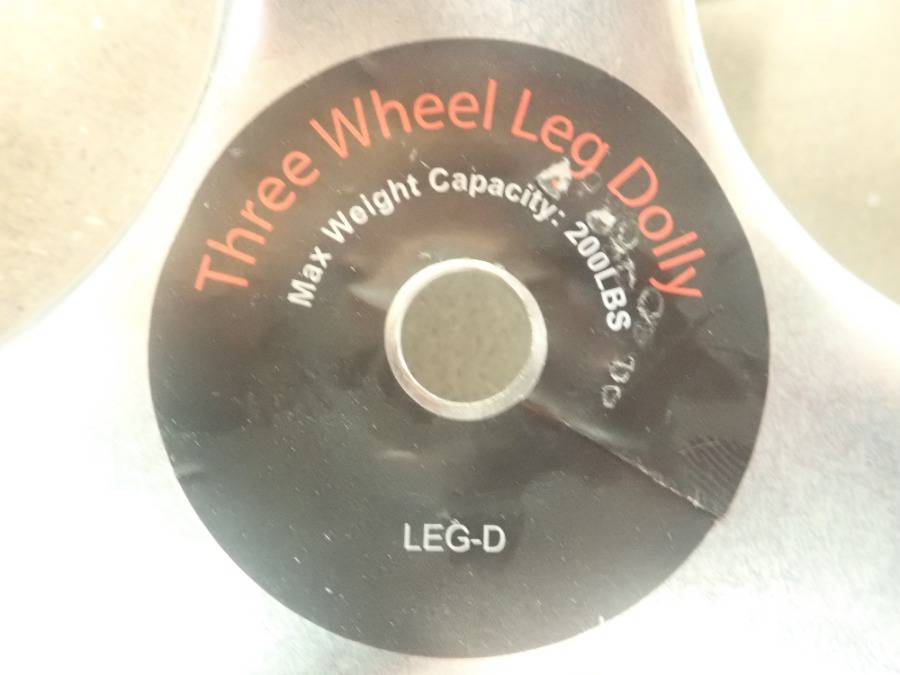 Three Wheel Leg Dolly
Max Weight Capacity: 200LBS
LEG-D